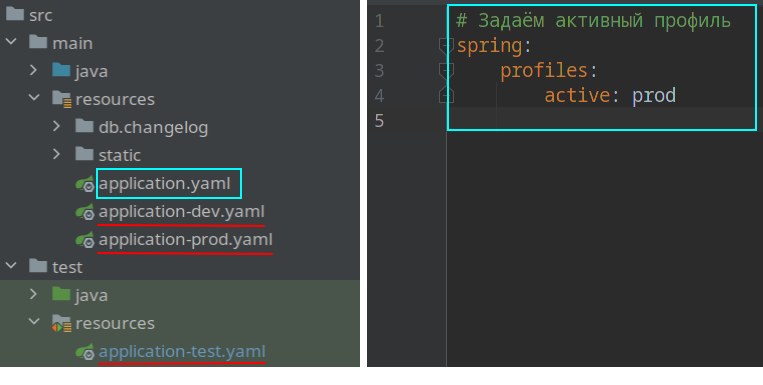 src
main
java
resources
db.changelog
static
application.yaml
application-dev.yaml
application-prod.yaml
test
java
resources
application-test.yaml
1 # Задаём активный профиль
2 spring:
3 profiles:
4 active: prod
5